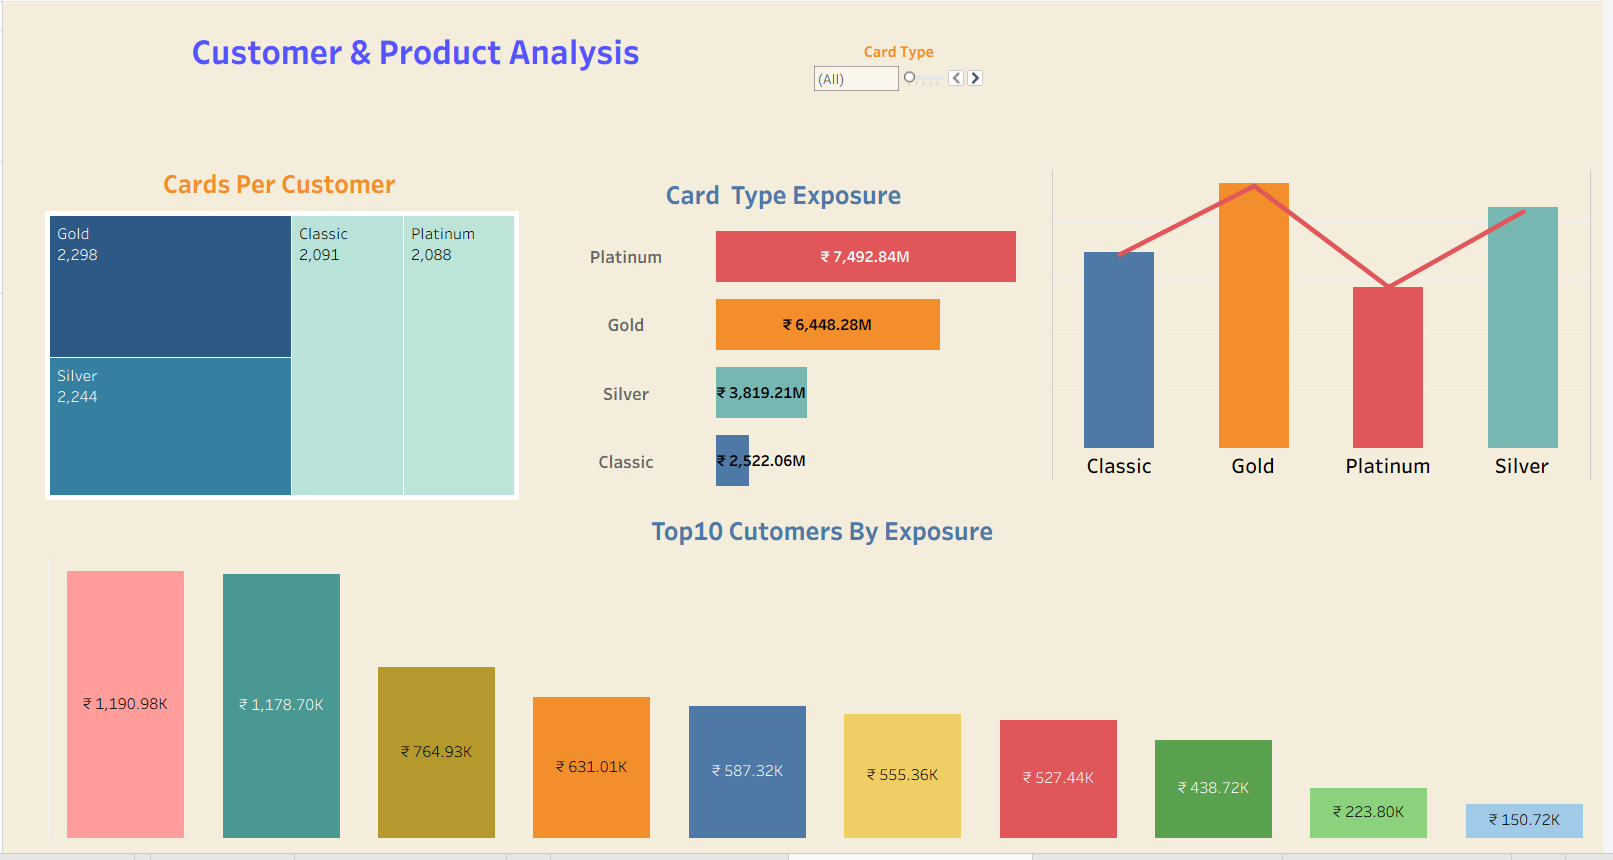 Customer & Product Analysis
Card Type
(All)
Cards Per Customer
Gold
2,298
Silver
2,244
Classic
2,091
Platinum
2,088
Card  Type Exposure
Platinum
₹ 7,492.84M
Gold
₹ 6,448.28M
Silver
₹ 3,819.21M
Classic
₹ 2,522.06M
Classic
Gold
Platinum
Silver
Top10 Cutomers By Exposure
₹ 1,190.98K
₹ 1,178.70K
₹ 764.93K
₹ 631.01K
₹ 587.32K
₹ 555.36K
₹ 527.44K
₹ 438.72K
₹ 223.80K
₹ 150.72K